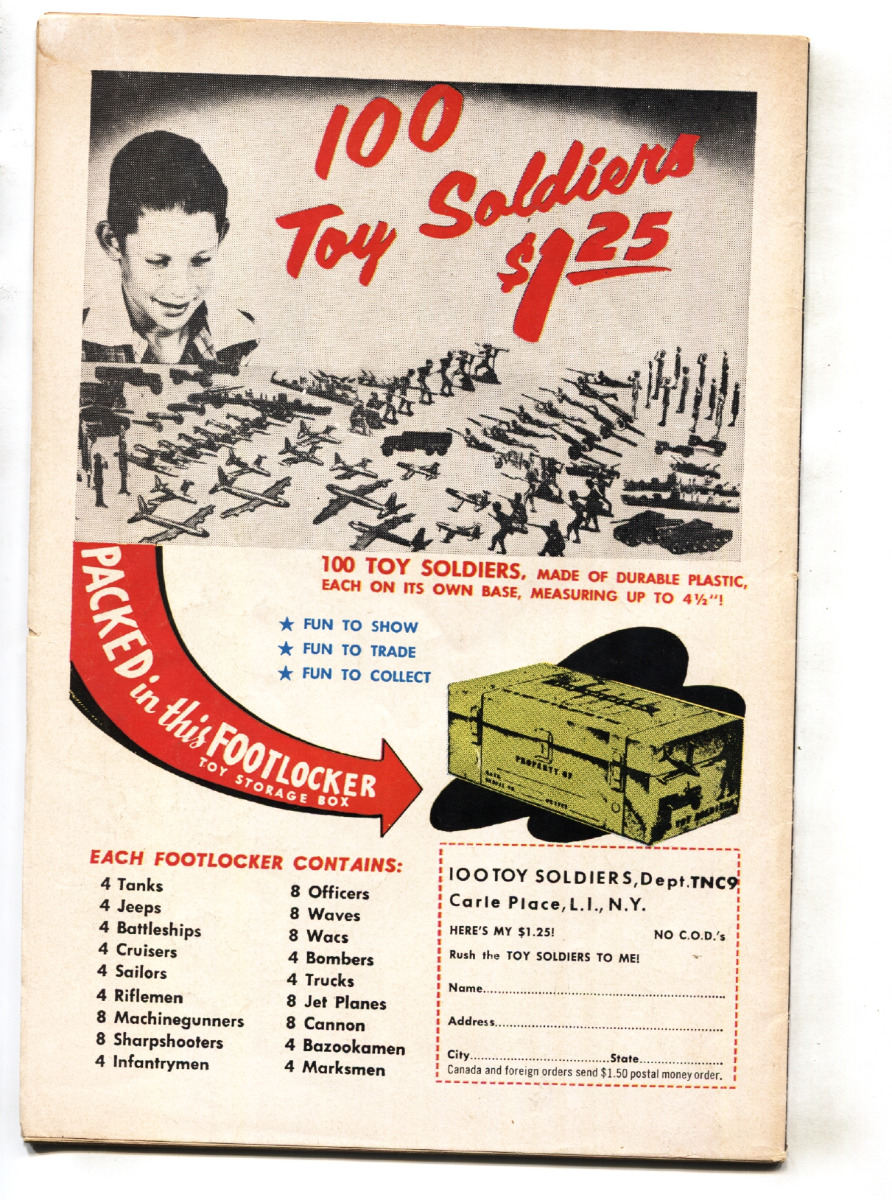 100
Toy Soldiers
$1.25
100 TOY SOLDIERS, MADE OF DURABLE PLASTIC,
EACH ON ITS OWN BASE, MEASURING UP TO 4½"!
★ FUN TO SHOW
★ FUN TO TRADE
★ FUN TO COLLECT
PACKED in this FOOTLOCKER
TOY STORAGE BOX
PROPERTY OF
TOY SOLDIERS
EACH FOOTLOCKER CONTAINS:
4 Tanks
4 Jeeps
4 Battleships
4 Cruisers
4 Sailors
4 Riflemen
8 Machinegunners
8 Sharpshooters
4 Infantrymen
8 Officers
8 Waves
8 Wacs
4 Bombers
4 Trucks
8 Jet Planes
8 Cannon
4 Bazookamen
4 Marksmen
100 TOY SOLDIERS, Dept. TNC9
Carle Place, L.I., N.Y.
HERE'S MY $1.25! NO C.O.D.'s
Rush the TOY SOLDIERS TO ME!
Name
Address
City State
Canada and foreign orders send $1.50 postal money order.